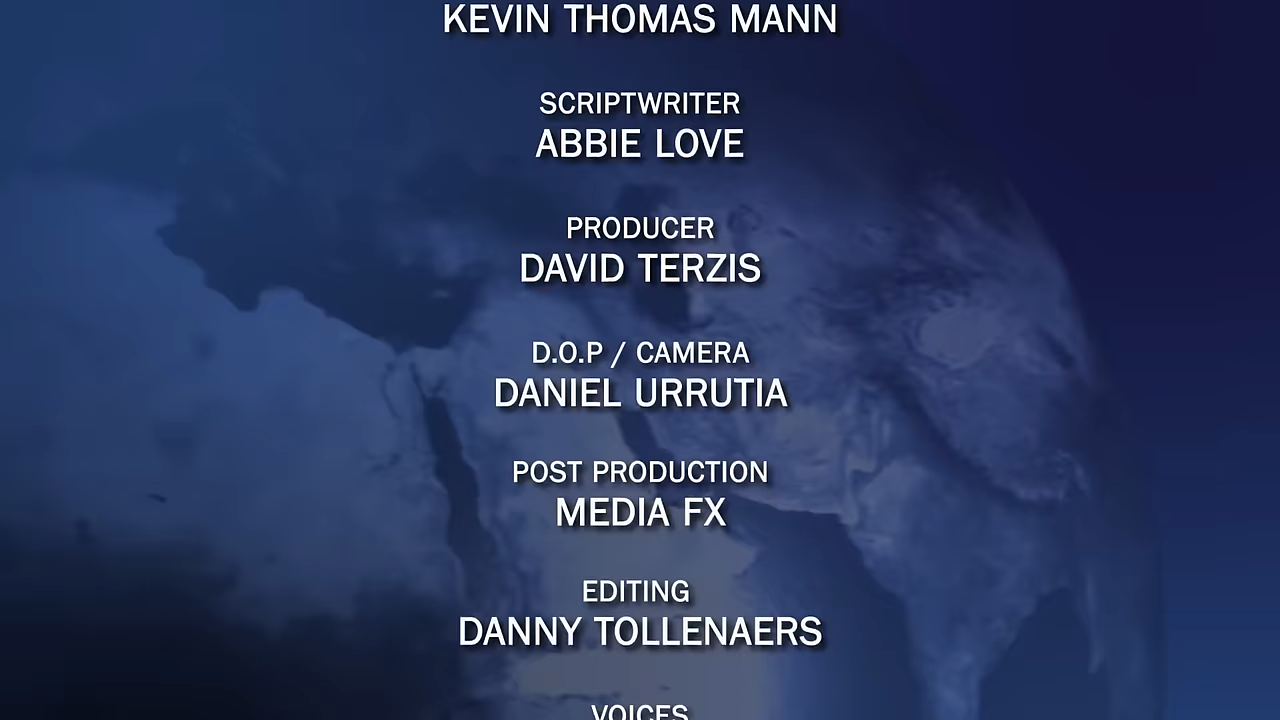 KEVIN THOMAS MANN
SCRIPTWRITER
ABBIE LOVE
PRODUCER
DAVID TERZIS
D.O.P / CAMERA
DANIEL URRUTIA
POST PRODUCTION
MEDIA FX
EDITING
DANNY TOLLENAERS
VOICES